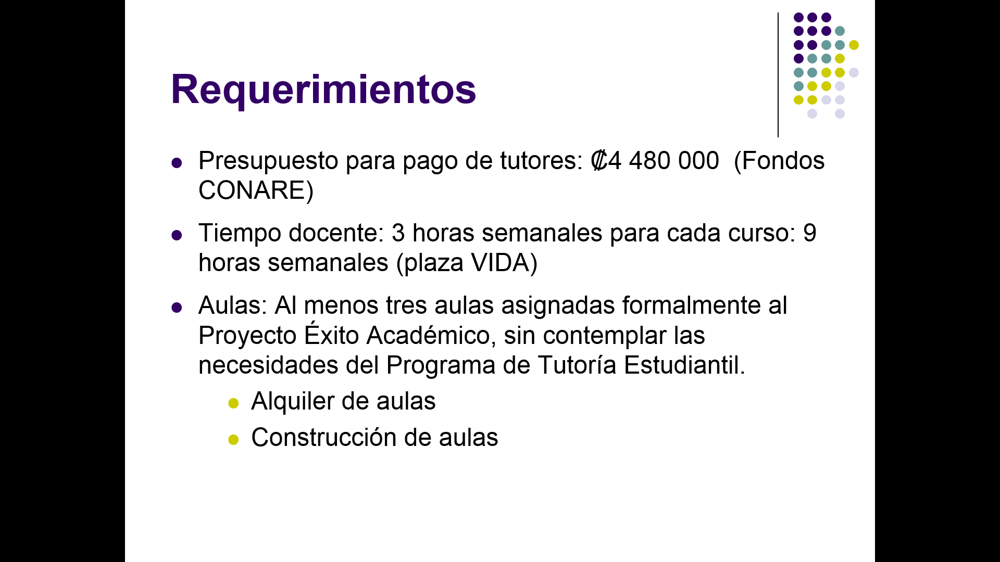 Requerimientos
Presupuesto para pago de tutores: ₡4 480 000  (Fondos
CONARE)
Tiempo docente: 3 horas semanales para cada curso: 9
horas semanales (plaza VIDA)
Aulas: Al menos tres aulas asignadas formalmente al
Proyecto Éxito Académico, sin contemplar las
necesidades del Programa de Tutoría Estudiantil.
Alquiler de aulas
Construcción de aulas